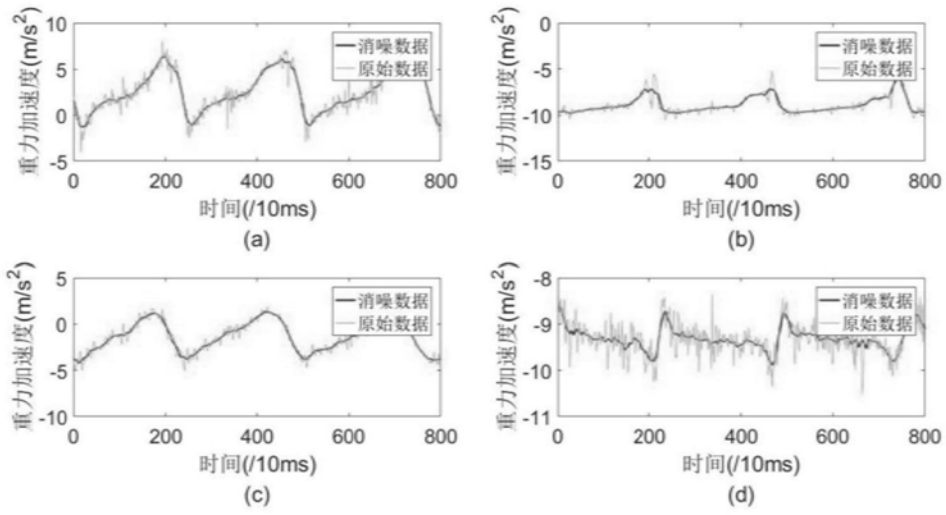 重力加速度(m/s²)
10
5
0
-5
消噪数据
原始数据
0 200 400 600 800
时间(/10ms)
(a)
重力加速度(m/s²)
-0
-5
-10
-15
消噪数据
原始数据
0 200 400 600 800
时间(/10ms)
(b)
重力加速度(m/s²)
5
0
-5
-10
消噪数据
原始数据
0 200 400 600 800
时间(/10ms)
(c)
重力加速度(m/s²)
-8
-9
-10
-11
消噪数据
原始数据
0 200 400 600 800
时间(/10ms)
(d)